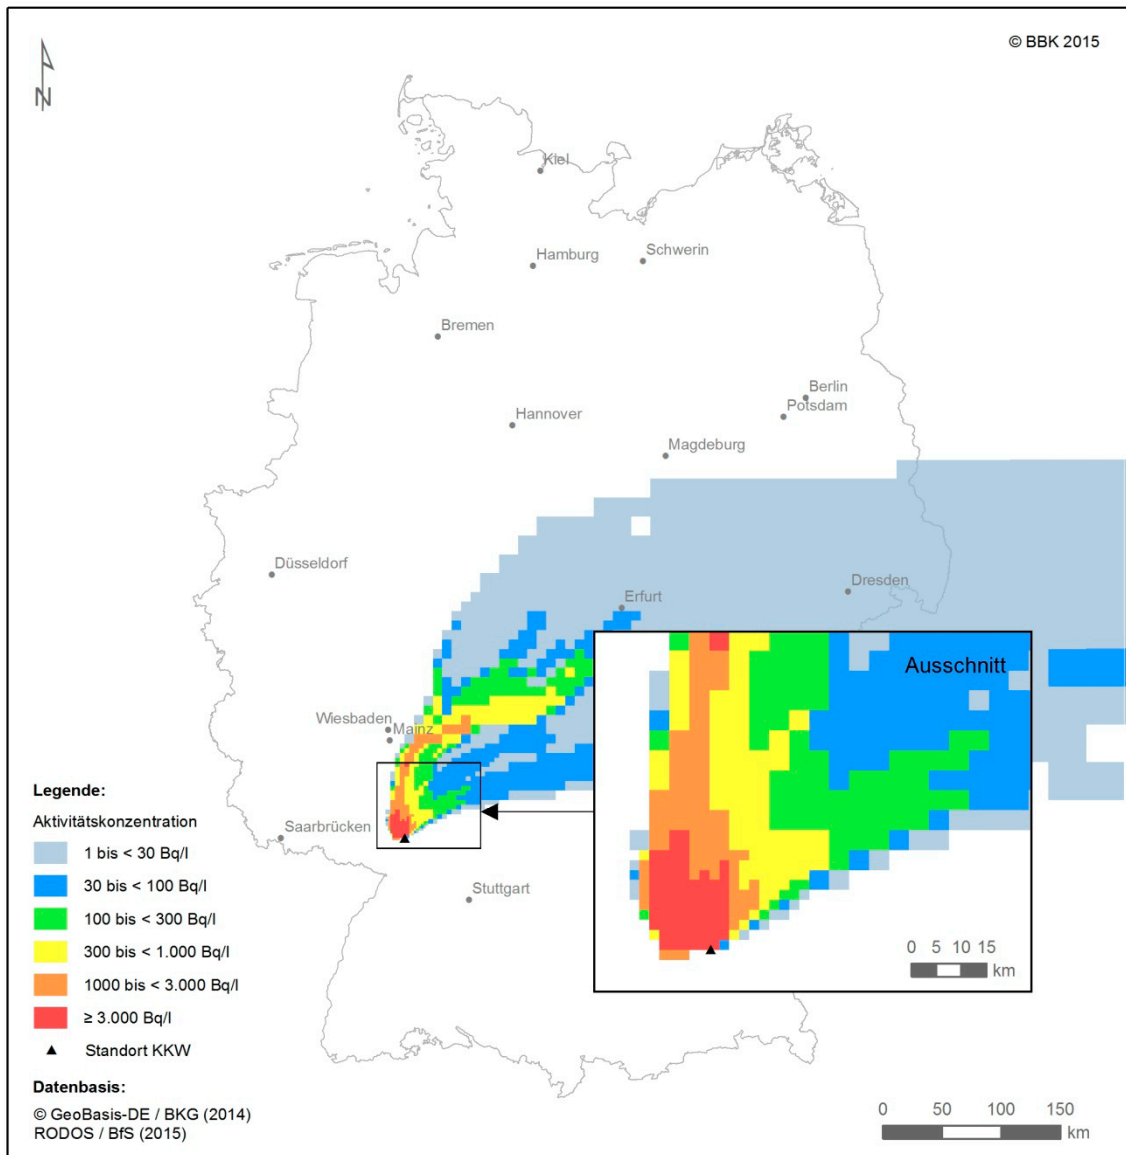 © BBK 2015
N
Kiel
Hamburg
Schwerin
Bremen
Berlin
Potsdam
Hannover
Magdeburg
Düsseldorf
Dresden
Erfurt
Ausschnitt
Wiesbaden
Mainz
Saarbrücken
Stuttgart
0 5 10 15
km
Legende:
Aktivitätskonzentration
1 bis < 30 Bq/l
30 bis < 100 Bq/l
100 bis < 300 Bq/l
300 bis < 1.000 Bq/l
1000 bis < 3.000 Bq/l
≥ 3.000 Bq/l
Standort KKW
Datenbasis:
© GeoBasis-DE / BKG (2014)
RODOS / BfS (2015)
0 50 100 150
km